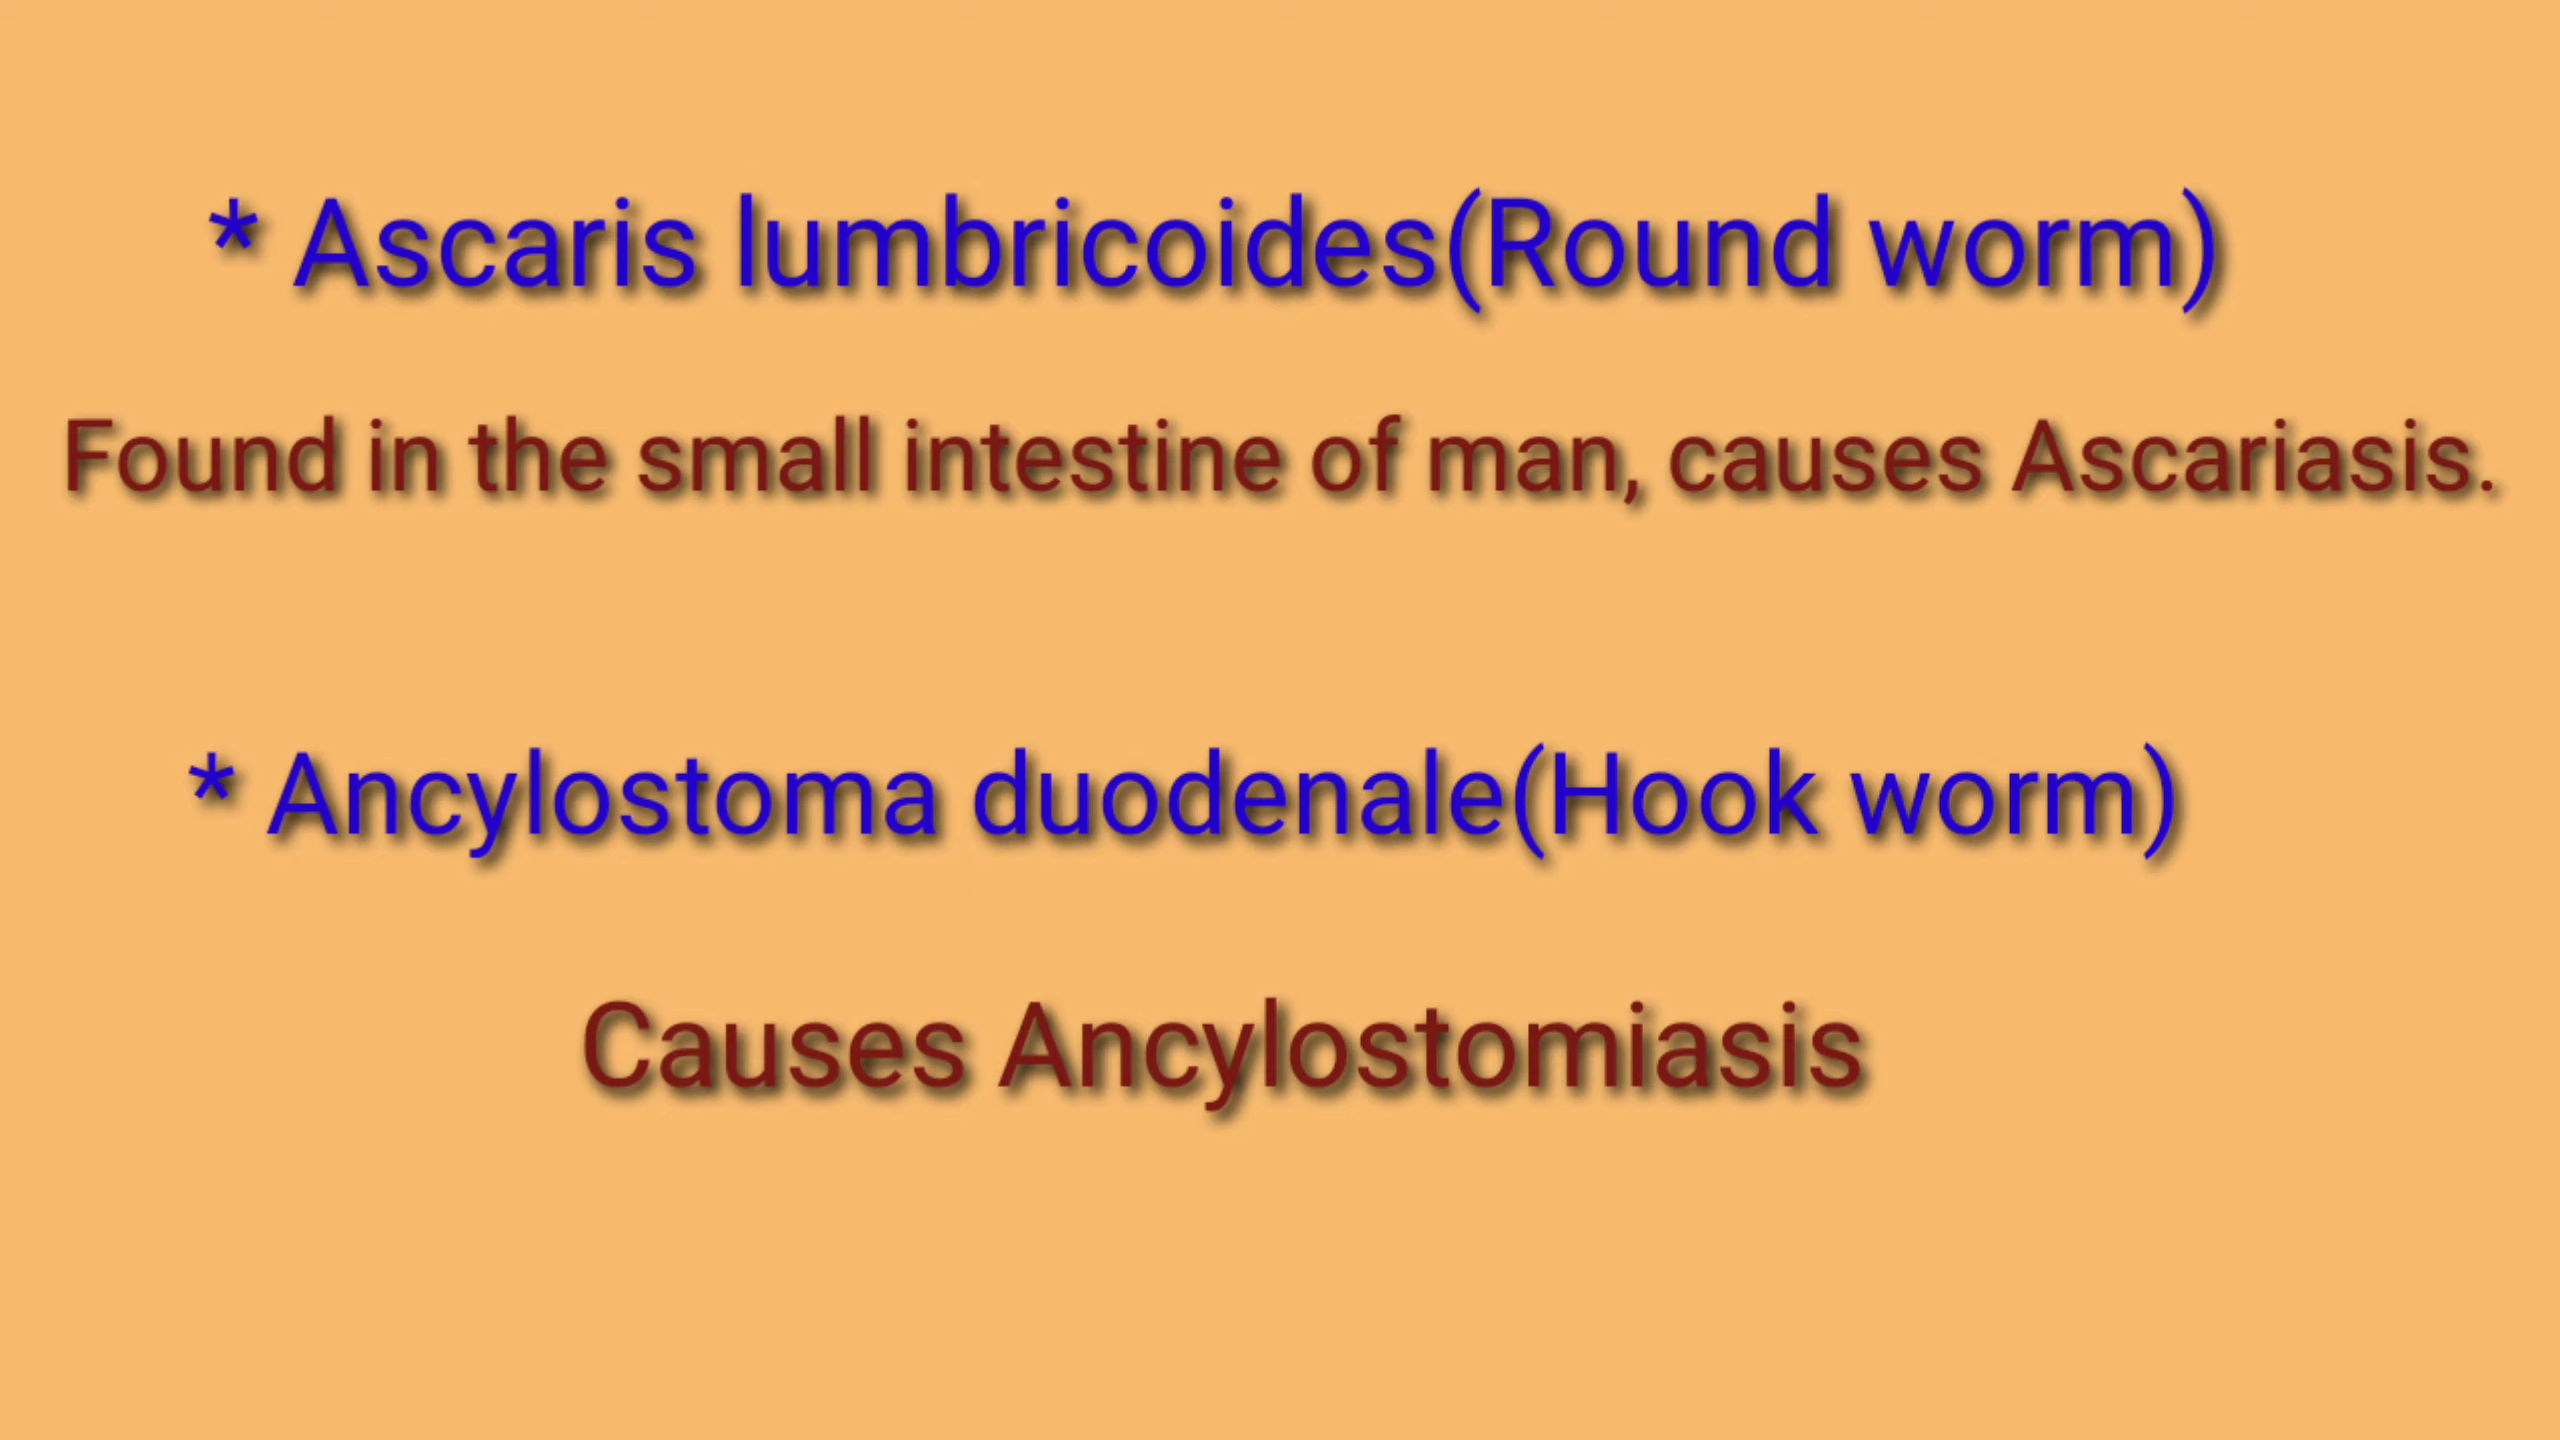 * Ascaris lumbricoides(Round worm)
Found in the small intestine of man, causes Ascariasis.
* Ancylostoma duodenale(Hook worm)
Causes Ancylostomiasis